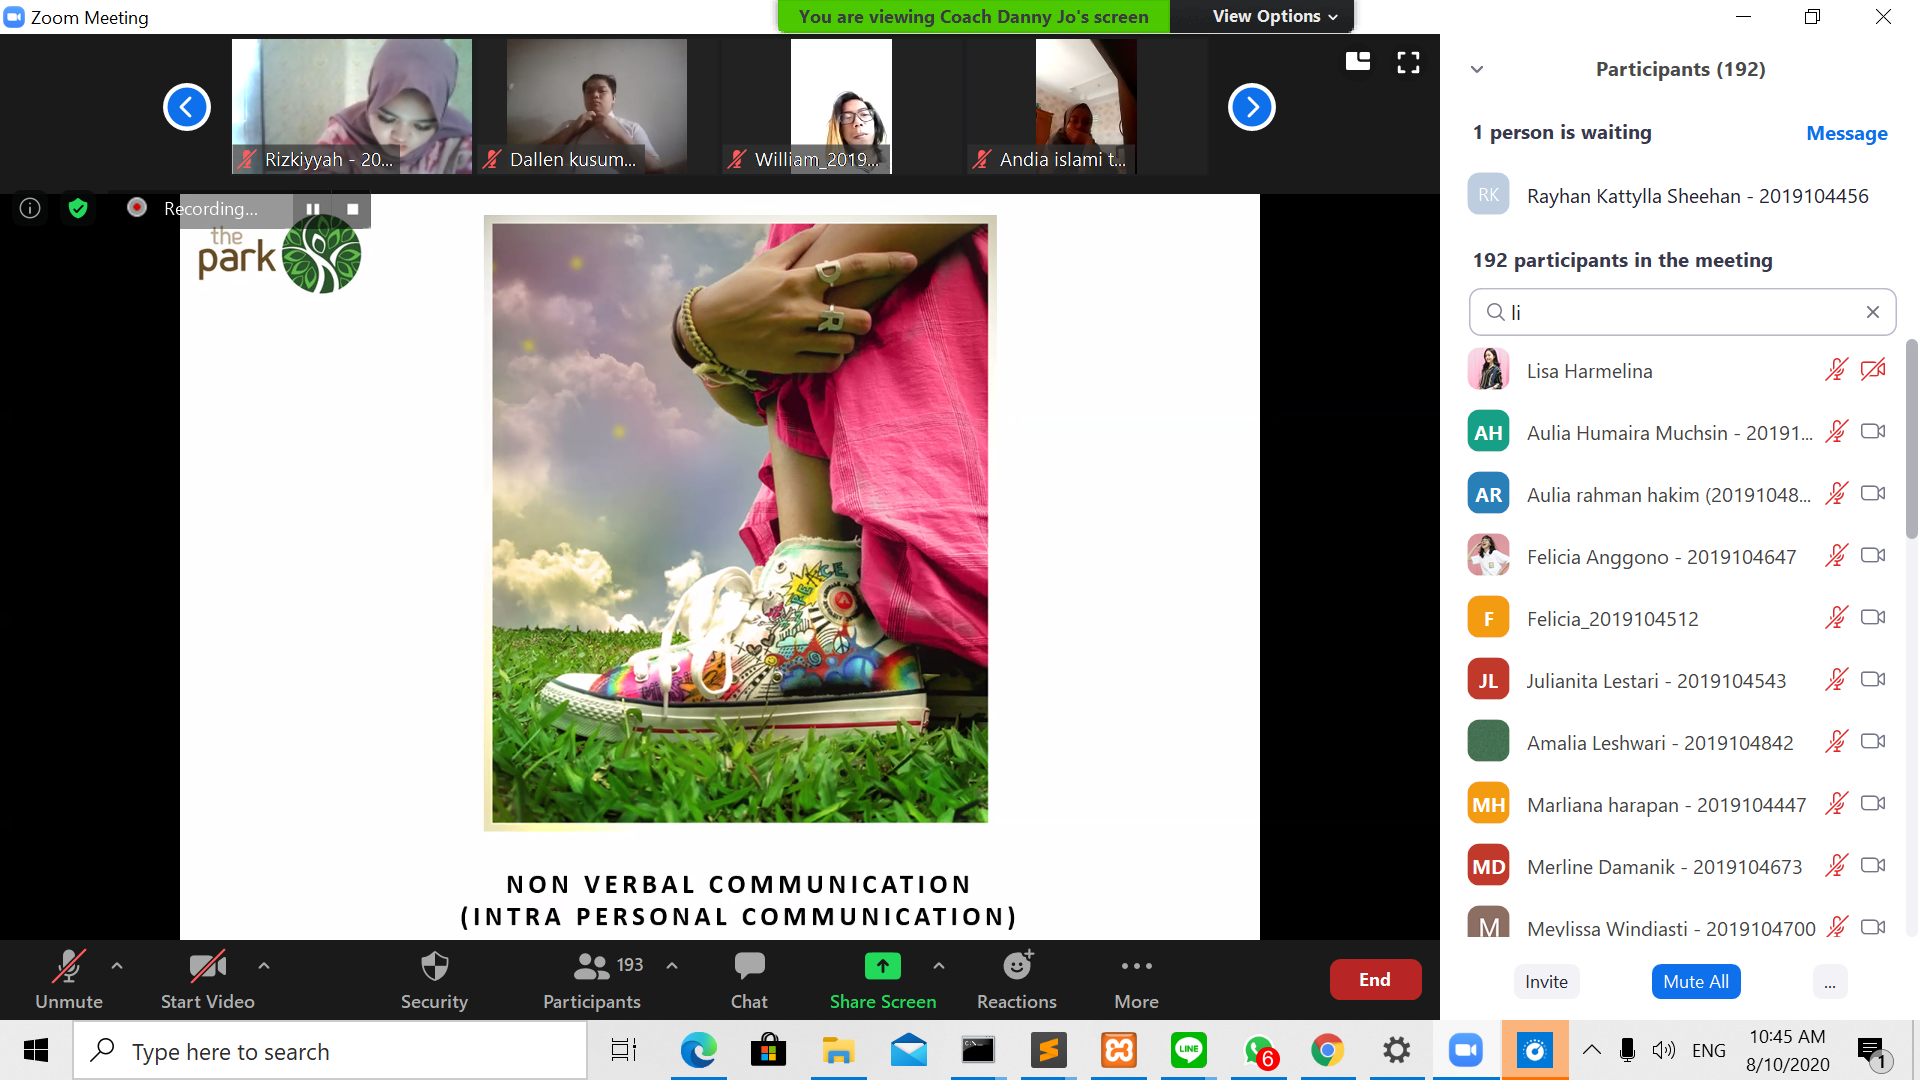 Zoom Meeting
You are viewing Coach Danny Jo's screen
View Options
Rizkiyyah - 20...
Dallen kusum...
William_2019...
Andia islami t...
Recording...
the
park
D
R
PEACE
NON VERBAL COMMUNICATION
(INTRA PERSONAL COMMUNICATION)
Participants (192)
1 person is waiting
Message
RK
Rayhan Kattylla Sheehan - 2019104456
192 participants in the meeting
li
Lisa Harmelina
AH
Aulia Humaira Muchsin - 20191...
AR
Aulia rahman hakim (20191048...
Felicia Anggono - 2019104647
F
Felicia_2019104512
JL
Julianita Lestari - 2019104543
Amalia Leshwari - 2019104842
MH
Marliana harapan - 2019104447
MD
Merline Damanik - 2019104673
M
Meylissa Windiasti - 2019104700
Invite
Mute All
...
Unmute
Start Video
Security
193
Participants
Chat
Share Screen
Reactions
More
End
Type here to search
LINE
6
ENG
10:45 AM
8/10/2020
1